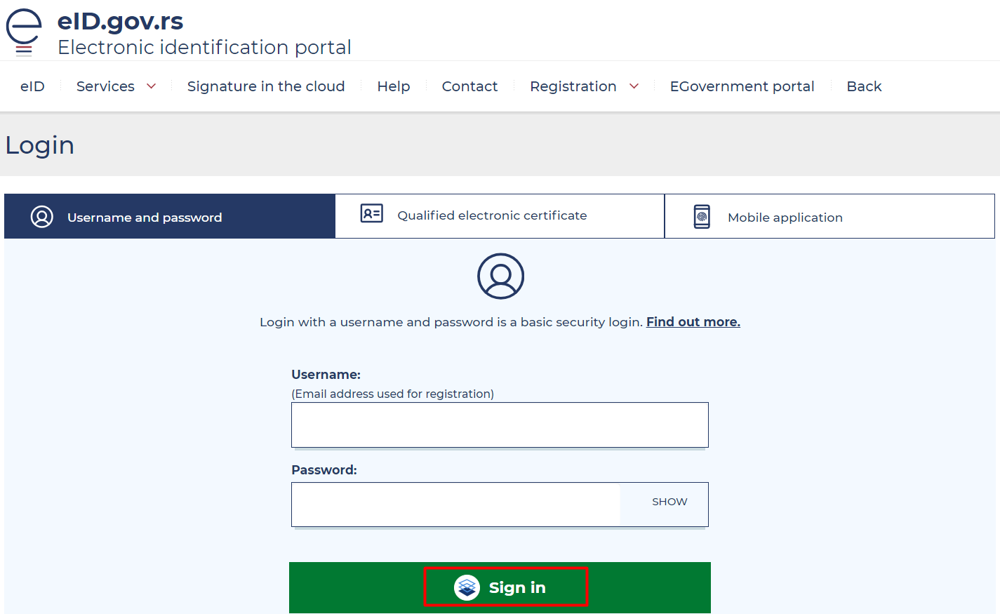 eID.gov.rs
Electronic identification portal
eID Services Signature in the cloud Help Contact Registration EGovernment portal Back
Login
Username and password Qualified electronic certificate Mobile application
Login with a username and password is a basic security login. Find out more.
Username:
(Email address used for registration)
Password:
SHOW
Sign in